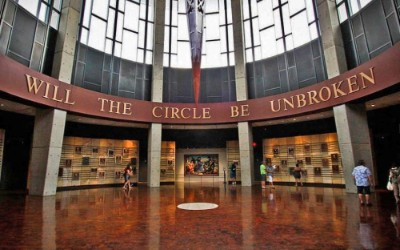 WILL THE CIRCLE BE UNBROKEN